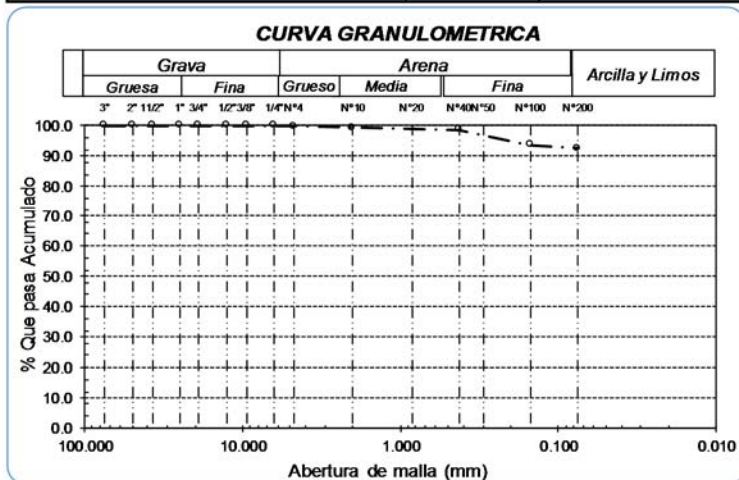 CURVA GRANULOMETRICA
Grava Arena Arcilla y Limos
Gruesa Fina Grueso Media Fina
3" 2" 11/2" 1" 3/4" 1/2" 3/8" 1/4" N°4 N°10 N°20 N°40 N°50 N°100 N°200
% Que pasa Acumulado
100.0
90.0
80.0
70.0
60.0
50.0
40.0
30.0
20.0
10.0
0.0
100.000 10.000 1.000 0.100 0.010
Abertura de malla (mm)